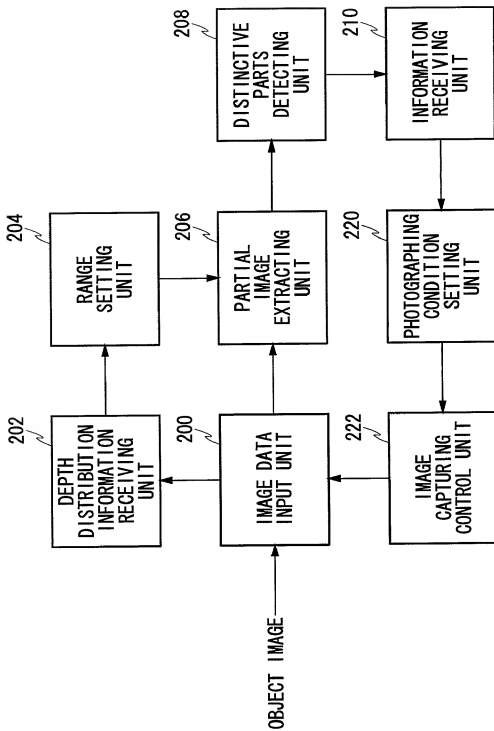 202
DEPTH
DISTRIBUTION
INFORMATION
RECEIVING
UNIT
204
RANGE
SETTING
UNIT
OBJECT IMAGE
200
IMAGE DATA
INPUT UNIT
206
PARTIAL
IMAGE
EXTRACTING
UNIT
208
DISTINCTIVE
PARTS
DETECTING
UNIT
222
IMAGE
CAPTURING
CONTROL UNIT
220
PHOTOGRAPHING
CONDITION
SETTING
UNIT
210
INFORMATION
RECEIVING
UNIT